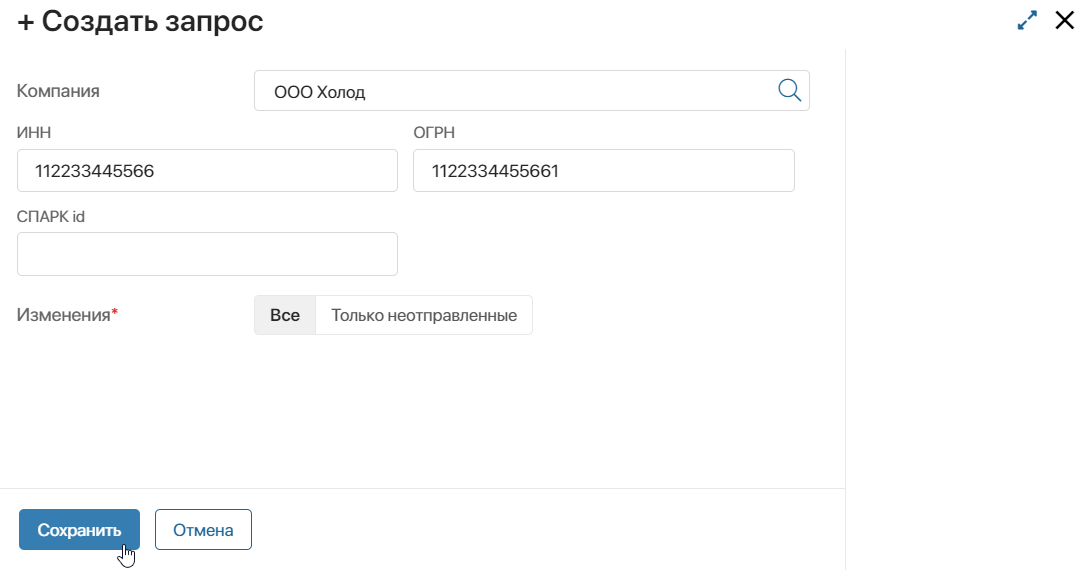 + Создать запрос
Компания
ООО Холод
ИНН
ОГРН
112233445566
1122334455661
СПАРК id
Изменения*
Все
Только неотправленные
Сохранить
Отмена